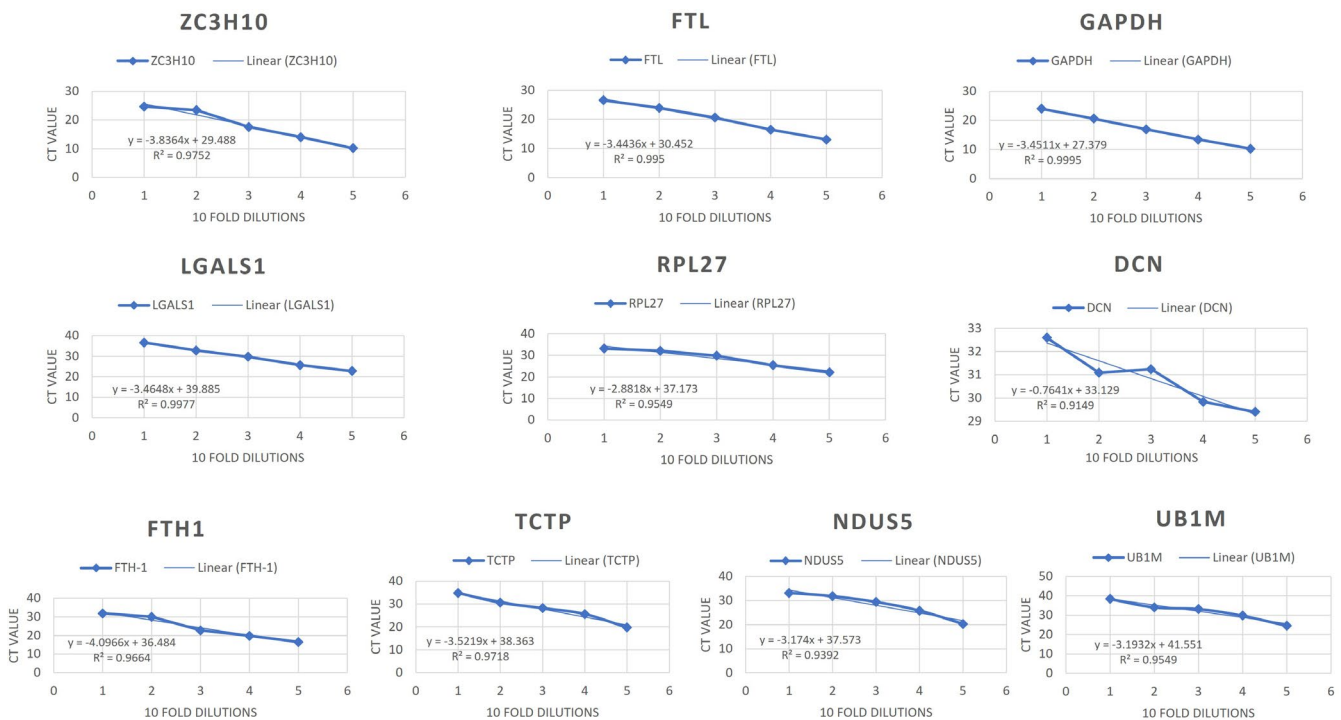 ZC3H10
ZC3H10 Linear (ZC3H10)
CT VALUE
30
20
10
0
y = -3.8364x + 29.488
R² = 0.9752
0 1 2 3 4 5 6
10 FOLD DILUTIONS
FTL
FTL Linear (FTL)
CT VALUE
30
20
10
0
y = -3.4436x + 30.452
R² = 0.995
0 1 2 3 4 5 6
10 FOLD DILUTIONS
GAPDH
GAPDH Linear (GAPDH)
CT VALUE
30
20
10
0
y = -3.4511x + 27.379
R² = 0.9995
0 1 2 3 4 5 6
10 FOLD DILUTIONS
LGALS1
LGALS1 Linear (LGALS1)
CT VALUE
40
30
20
10
0
y = -3.4648x + 39.885
R² = 0.9977
0 1 2 3 4 5 6
10 FOLD DILUTIONS
RPL27
RPL27 Linear (RPL27)
CT VALUE
40
30
20
10
0
y = -2.8818x + 37.173
R² = 0.9549
0 1 2 3 4 5 6
10 FOLD DILUTIONS
DCN
DCN Linear (DCN)
CT VALUE
33
32
31
30
29
y = -0.7641x + 33.129
R² = 0.9149
0 1 2 3 4 5 6
10 FOLD DILUTIONS
FTH1
FTH-1 Linear (FTH-1)
CT VALUE
40
30
20
10
0
y = -4.0966x + 36.484
R² = 0.9664
0 1 2 3 4 5 6
10 FOLD DILUTIONS
TCTP
TCTP Linear (TCTP)
CT VALUE
40
30
20
10
0
y = -3.5219x + 38.363
R² = 0.9718
0 1 2 3 4 5 6
10 FOLD DILUTIONS
NDUS5
NDUS5 Linear (NDUS5)
CT VALUE
40
30
20
10
0
y = -3.174x + 37.573
R² = 0.9392
0 1 2 3 4 5 6
10 FOLD DILUTIONS
UB1M
UB1M Linear (UB1M)
CT VALUE
50
40
30
20
10
0
y = -3.1932x + 41.551
R² = 0.9549
0 1 2 3 4 5 6
10 FOLD DILUTIONS